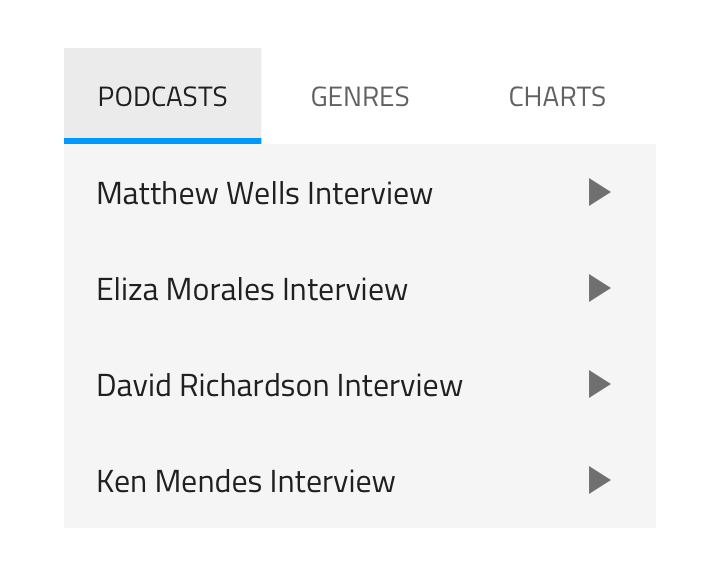 PODCASTS GENRES CHARTS
Matthew Wells Interview
Eliza Morales Interview
David Richardson Interview
Ken Mendes Interview